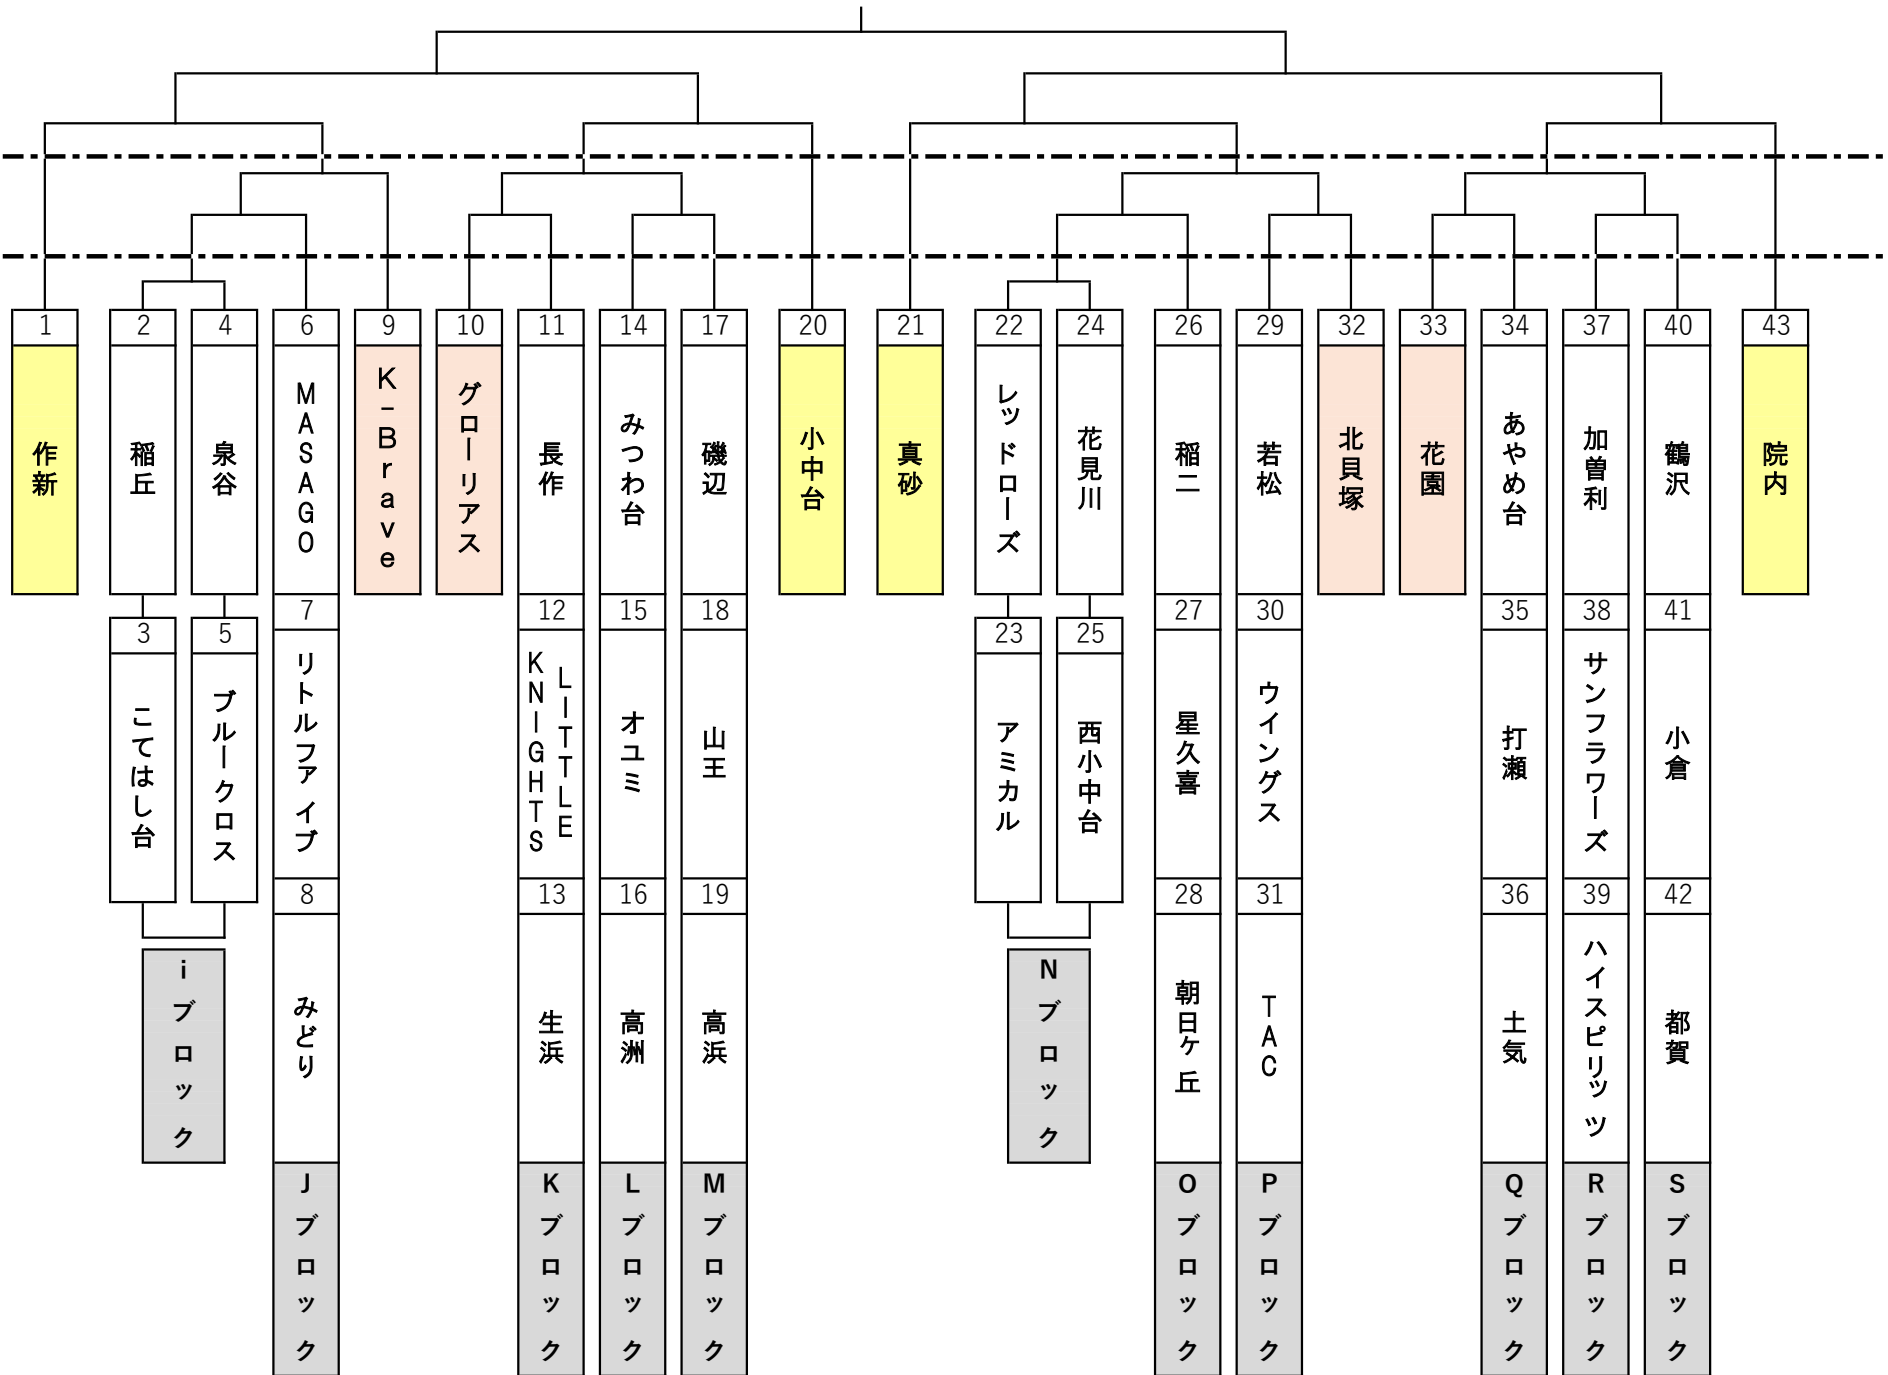 1
作新
2
稲丘
3
こてはし台
4
泉谷
5
ブルークロス
iブロック
6
MASAGO
7
リトルファイブ
8
みどり
Jブロック
9
K-Brave
10
グローリアス
11
長作
12
LITTLE
KNIGHTS
13
生浜
Kブロック
14
みつわ台
15
オユミ
16
高洲
Lブロック
17
磯辺
18
山王
19
高浜
Mブロック
20
小中台
21
真砂
22
レッドローズ
23
アミカル
24
花見川
25
西小中台
Nブロック
26
稲二
27
星久喜
28
朝日ケ丘
Oブロック
29
若松
30
ウイングス
31
TAC
Pブロック
32
北貝塚
33
花園
34
あやめ台
35
打瀬
36
土気
Qブロック
37
加曽利
38
サンフラワーズ
39
ハイスピリッツ
Rブロック
40
鶴沢
41
小倉
42
都賀
Sブロック
43
院内